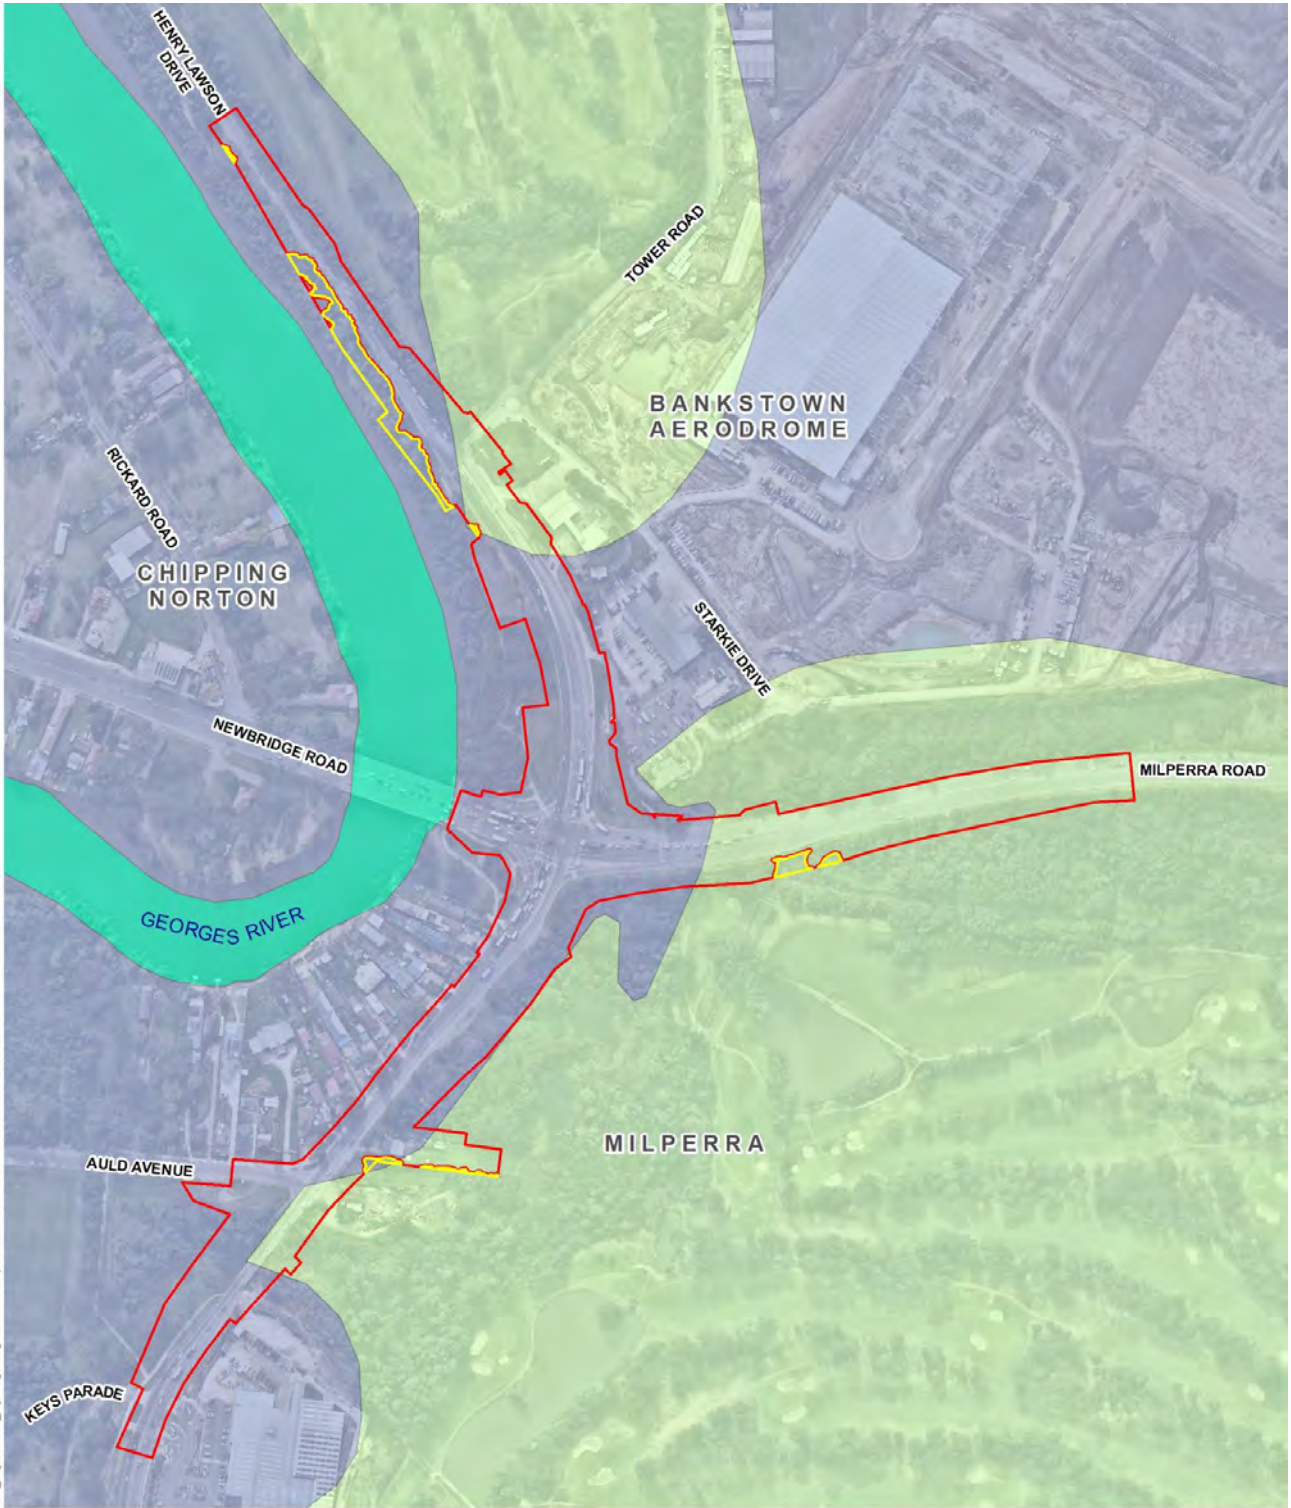 HENRY LAWSON
DRIVE
TOWER ROAD
BANKSTOWN
AERODROME
RICKARD ROAD
CHIPPING
NORTON
STARKIE DRIVE
NEWBRIDGE ROAD
MILPERRA ROAD
GEORGES RIVER
MILPERRA
AULD AVENUE
KEYS PARADE